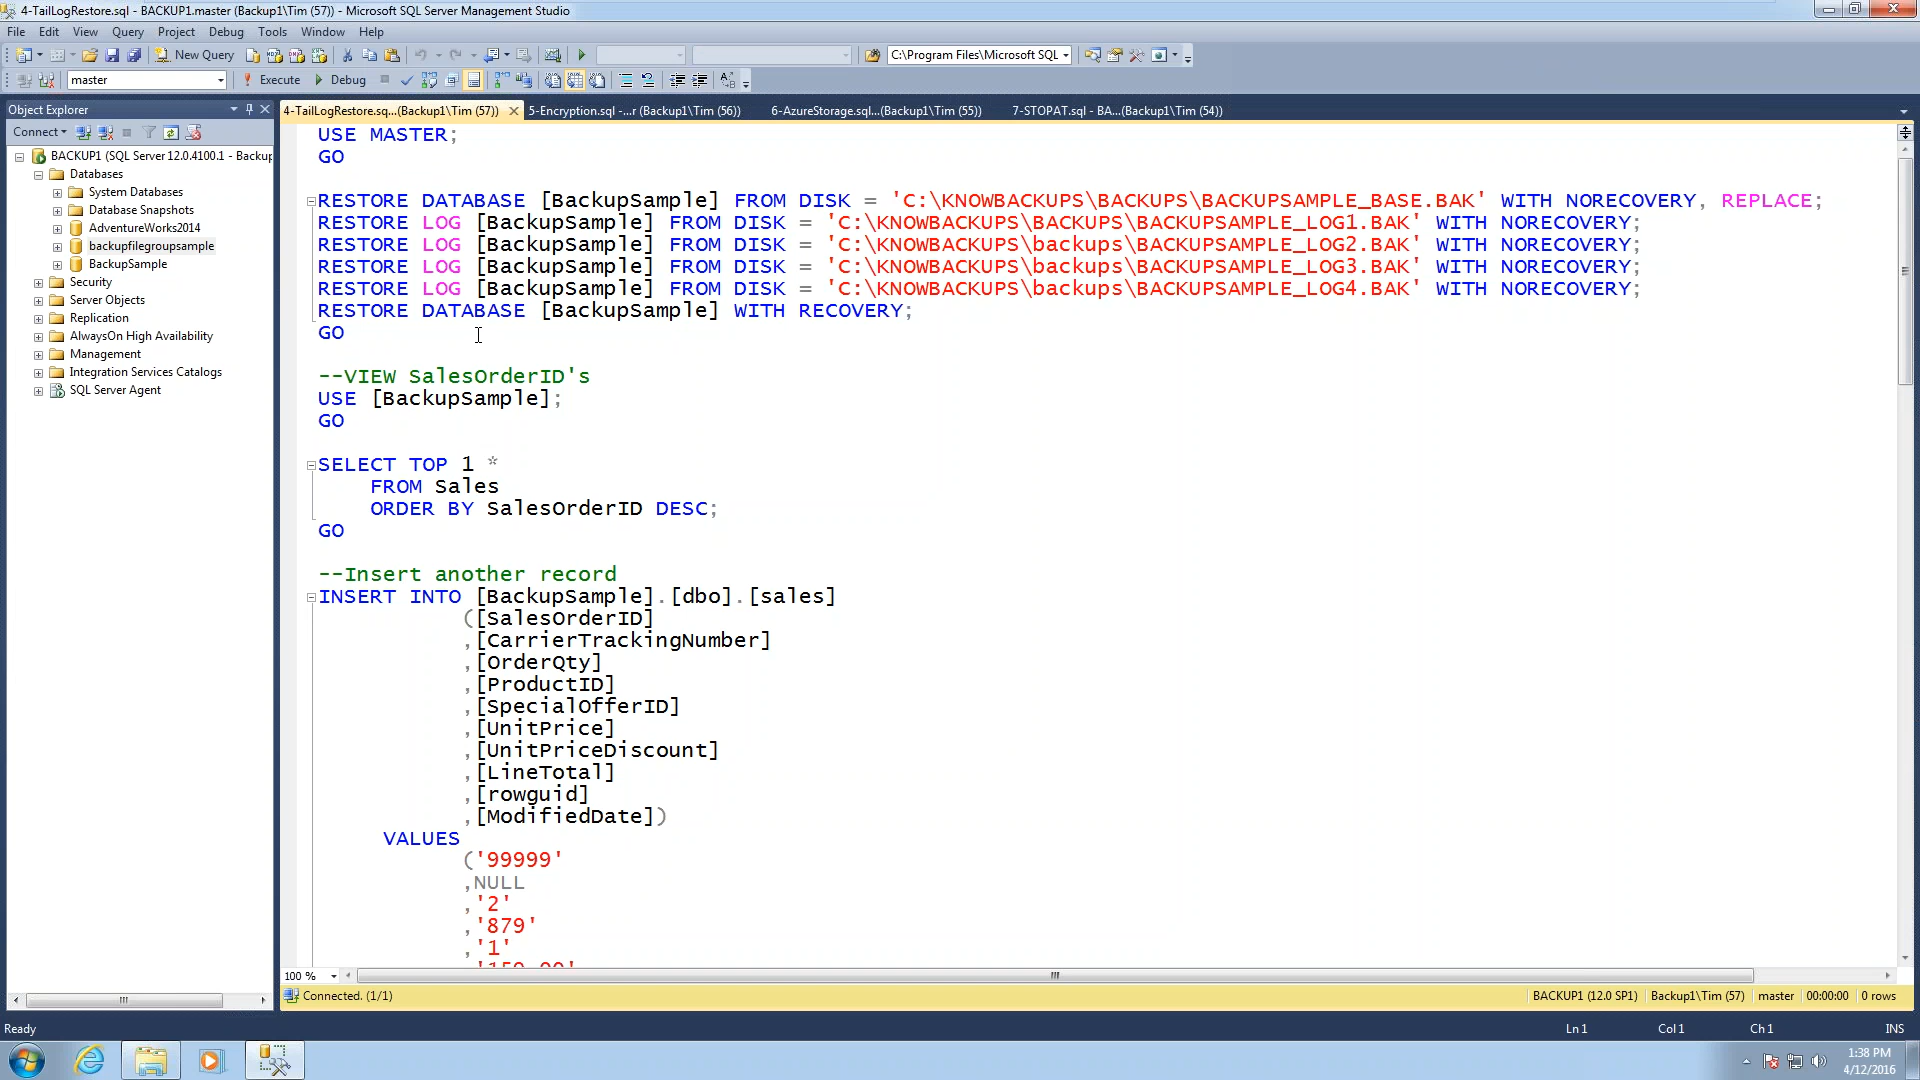 4-TailLogRestore.sql - BACKUP1.master (Backup1\Tim (57)) - Microsoft SQL Server Management Studio
File Edit View Query Project Debug Tools Window Help
New Query C:\Program Files\Microsoft SQL
master Execute Debug
Object Explorer
Connect
BACKUP1 (SQL Server 12.0.4100.1 - Backup
Databases
System Databases
Database Snapshots
AdventureWorks2014
backupfilegroupsample
BackupSample
Security
Server Objects
Replication
AlwaysOn High Availability
Management
Integration Services Catalogs
SQL Server Agent
4-TailLogRestore.sq...(Backup1\Tim (57)) 5-Encryption.sql -...r (Backup1\Tim (56)) 6-AzureStorage.sql...(Backup1\Tim (55)) 7-STOPAT.sql - BA...(Backup1\Tim (54))
USE MASTER;
GO
RESTORE DATABASE [BackupSample] FROM DISK = 'C:\KNOWBACKUPS\BACKUPS\BACKUPSAMPLE_BASE.BAK' WITH NORECOVERY, REPLACE;
RESTORE LOG [BackupSample] FROM DISK = 'C:\KNOWBACKUPS\BACKUPS\BACKUPSAMPLE_LOG1.BAK' WITH NORECOVERY;
RESTORE LOG [BackupSample] FROM DISK = 'C:\KNOWBACKUPS\backups\BACKUPSAMPLE_LOG2.BAK' WITH NORECOVERY;
RESTORE LOG [BackupSample] FROM DISK = 'C:\KNOWBACKUPS\backups\BACKUPSAMPLE_LOG3.BAK' WITH NORECOVERY;
RESTORE LOG [BackupSample] FROM DISK = 'C:\KNOWBACKUPS\backups\BACKUPSAMPLE_LOG4.BAK' WITH NORECOVERY;
RESTORE DATABASE [BackupSample] WITH RECOVERY;
GO
--VIEW SalesOrderID's
USE [BackupSample];
GO
SELECT TOP 1 *
FROM Sales
ORDER BY SalesOrderID DESC;
GO
--Insert another record
INSERT INTO [BackupSample].[dbo].[sales]
([SalesOrderID]
,[CarrierTrackingNumber]
,[OrderQty]
,[ProductID]
,[SpecialOfferID]
,[UnitPrice]
,[UnitPriceDiscount]
,[LineTotal]
,[rowguid]
,[ModifiedDate])
VALUES
('99999'
,NULL
,'2'
,'879'
,'1'
100 %
Connected. (1/1) BACKUP1 (12.0 SP1) Backup1\Tim (57) master 00:00:00 0 rows
Ready Ln 1 Col 1 Ch 1 INS
1:38 PM
4/12/2016